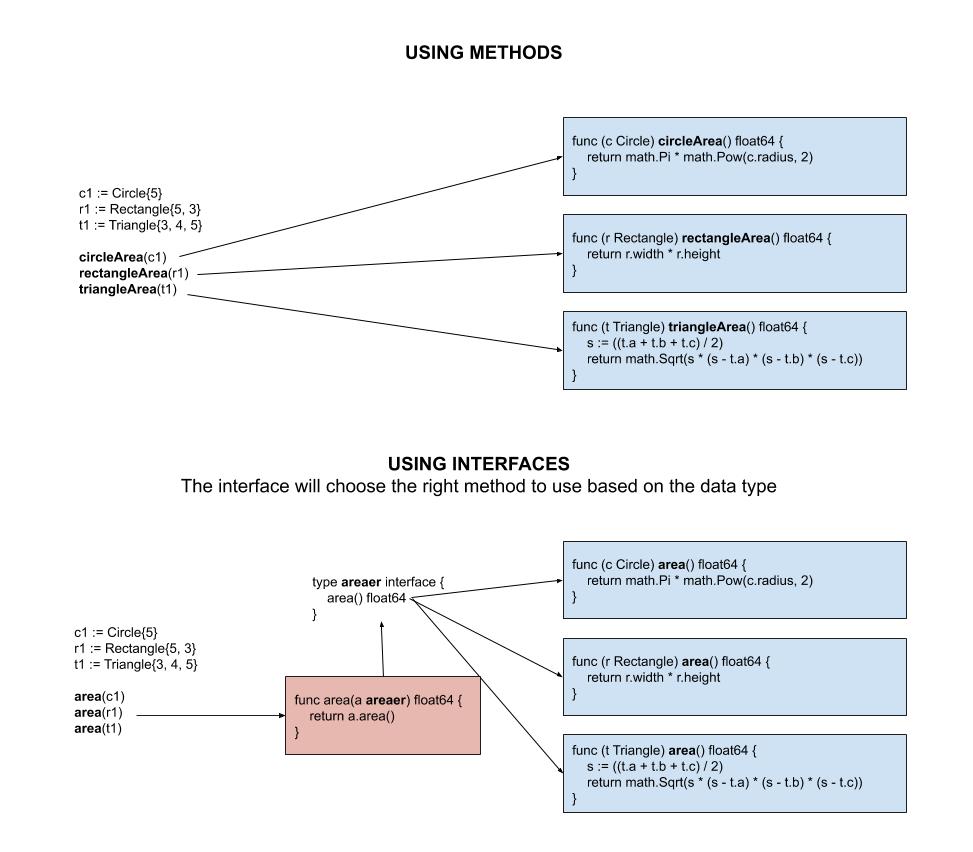 USING METHODS
c1 := Circle{5}
r1 := Rectangle{5, 3}
t1 := Triangle{3, 4, 5}
circleArea(c1)
rectangleArea(r1)
triangleArea(t1)
func (c Circle) circleArea() float64 {
return math.Pi * math.Pow(c.radius, 2)
}
func (r Rectangle) rectangleArea() float64 {
return r.width * r.height
}
func (t Triangle) triangleArea() float64 {
s := ((t.a + t.b + t.c) / 2)
return math.Sqrt(s * (s - t.a) * (s - t.b) * (s - t.c))
}
USING INTERFACES
The interface will choose the right method to use based on the data type
c1 := Circle{5}
r1 := Rectangle{5, 3}
t1 := Triangle{3, 4, 5}
area(c1)
area(r1)
area(t1)
type areaer interface {
area() float64
}
func area(a areaer) float64 {
return a.area()
}
func (c Circle) area() float64 {
return math.Pi * math.Pow(c.radius, 2)
}
func (r Rectangle) area() float64 {
return r.width * r.height
}
func (t Triangle) area() float64 {
s := ((t.a + t.b + t.c) / 2)
return math.Sqrt(s * (s - t.a) * (s - t.b) * (s - t.c))
}